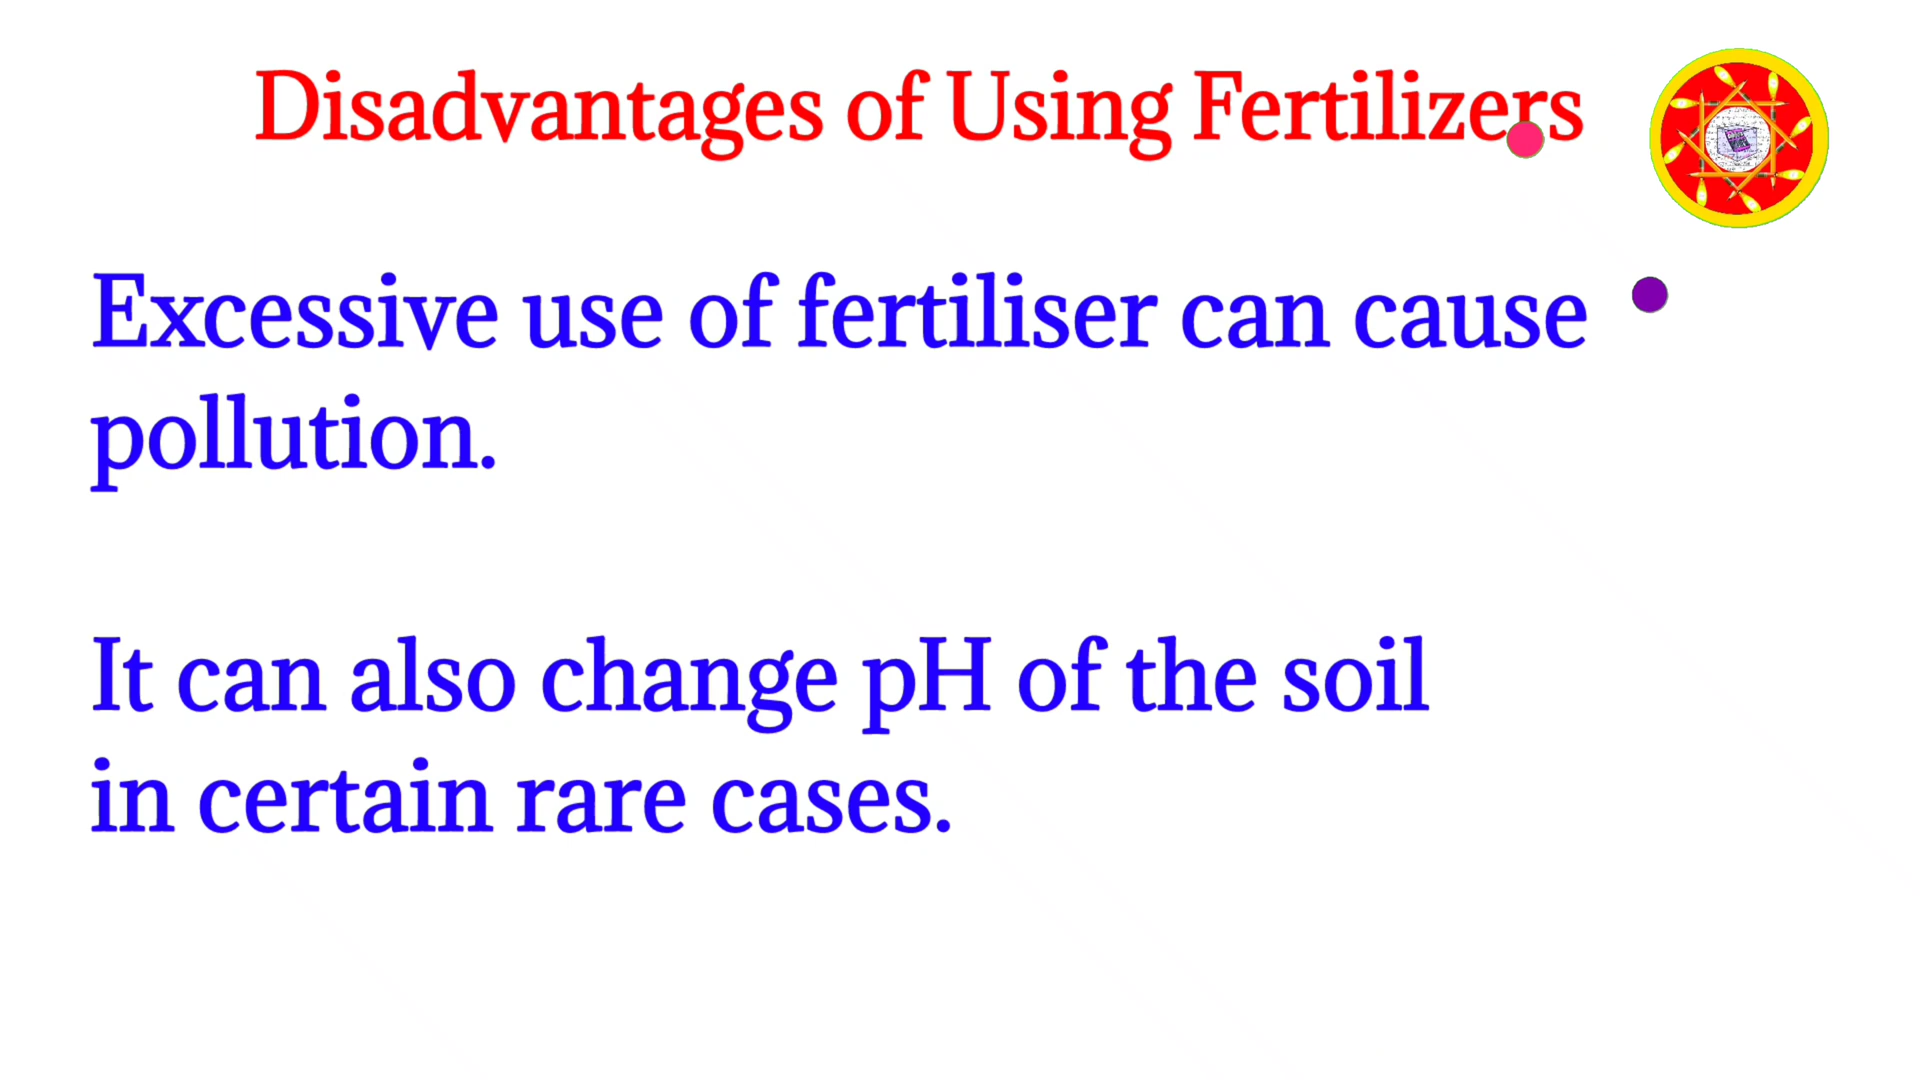 Disadvantages of Using Fertilizers
Excessive use of fertiliser can cause
pollution.
It can also change pH of the soil
in certain rare cases.